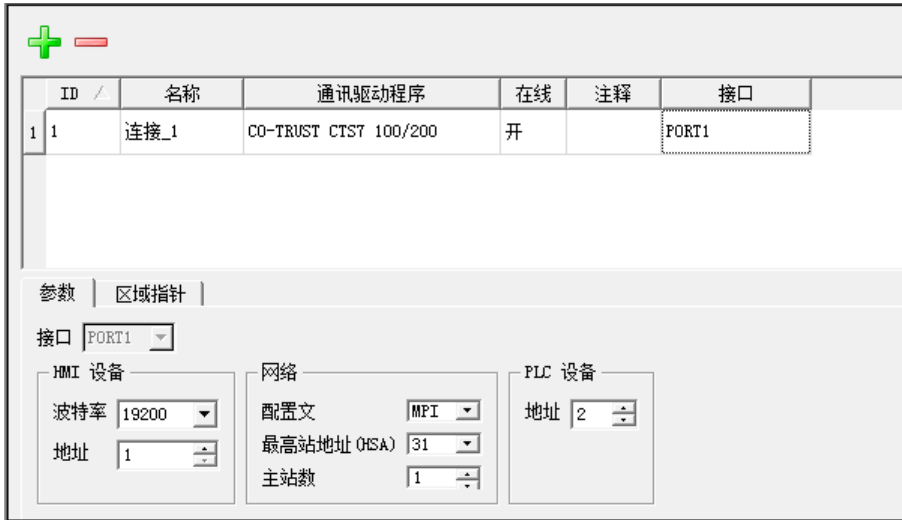 ID 名称 通讯驱动程序 在线 注释 接口
1 1 连接_1 CO-TRUST CTS7 100/200 开 PORT1
参数 区域指针
接口 PORT1
HMI 设备 网络 PLC 设备
波特率 19200 配置文 MPI 地址 2
地址 1 最高站地址(HSA) 31
主站数 1